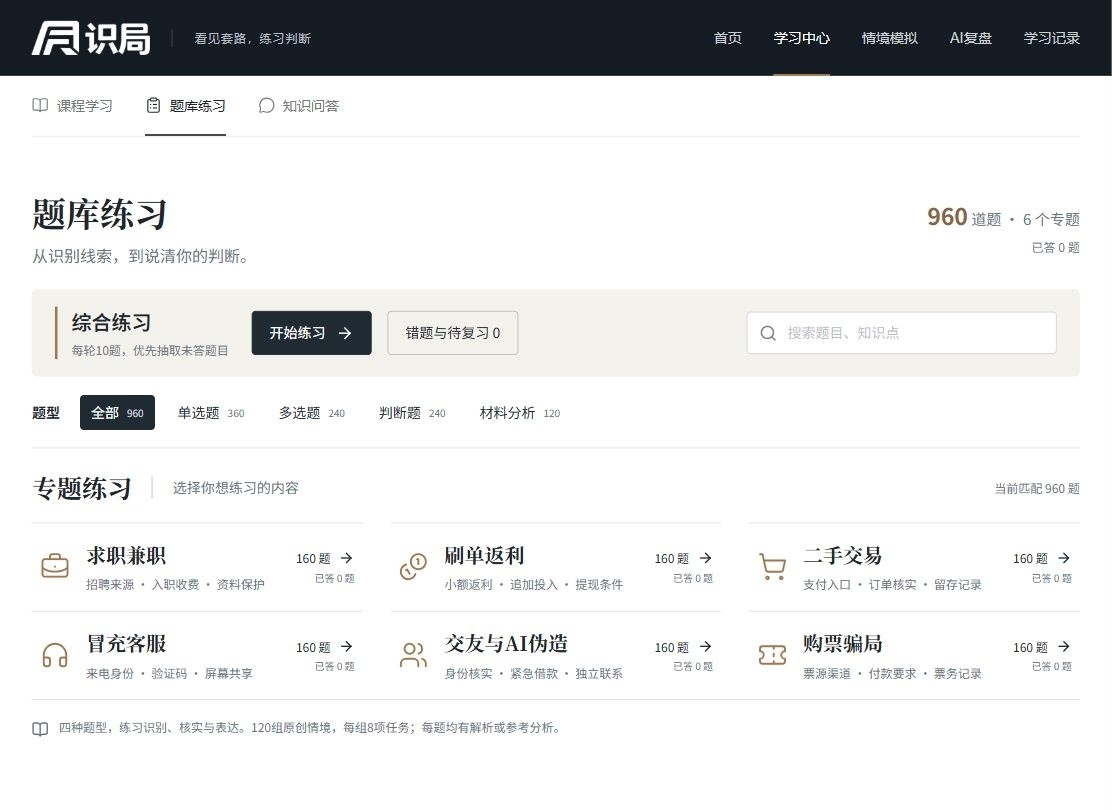 识局
看见套路，练习判断
首页
学习中心
情境模拟
AI复盘
学习记录
课程学习
题库练习
知识问答
题库练习
从识别线索，到说清你的判断。
960 道题 · 6 个专题
已答 0 题
综合练习
每轮10题，优先抽取未答题目
开始练习 →
错题与待复习 0
搜索题目、知识点
题型
全部 960
单选题 360
多选题 240
判断题 240
材料分析 120
专题练习
选择你想练习的内容
当前匹配 960 题
求职兼职
招聘来源 · 入职收费 · 资料保护
160 题 →
已答 0 题
刷单返利
小额返利 · 追加投入 · 提现条件
160 题 →
已答 0 题
二手交易
支付入口 · 订单核实 · 留存记录
160 题 →
已答 0 题
冒充客服
来电身份 · 验证码 · 屏幕共享
160 题 →
已答 0 题
交友与AI伪造
身份核实 · 紧急借款 · 独立联系
160 题 →
已答 0 题
购票骗局
票源渠道 · 付款要求 · 票务记录
160 题 →
已答 0 题
四种题型，练习识别、核实与表达。120组原创情境，每组8项任务；每题均有解析或参考分析。